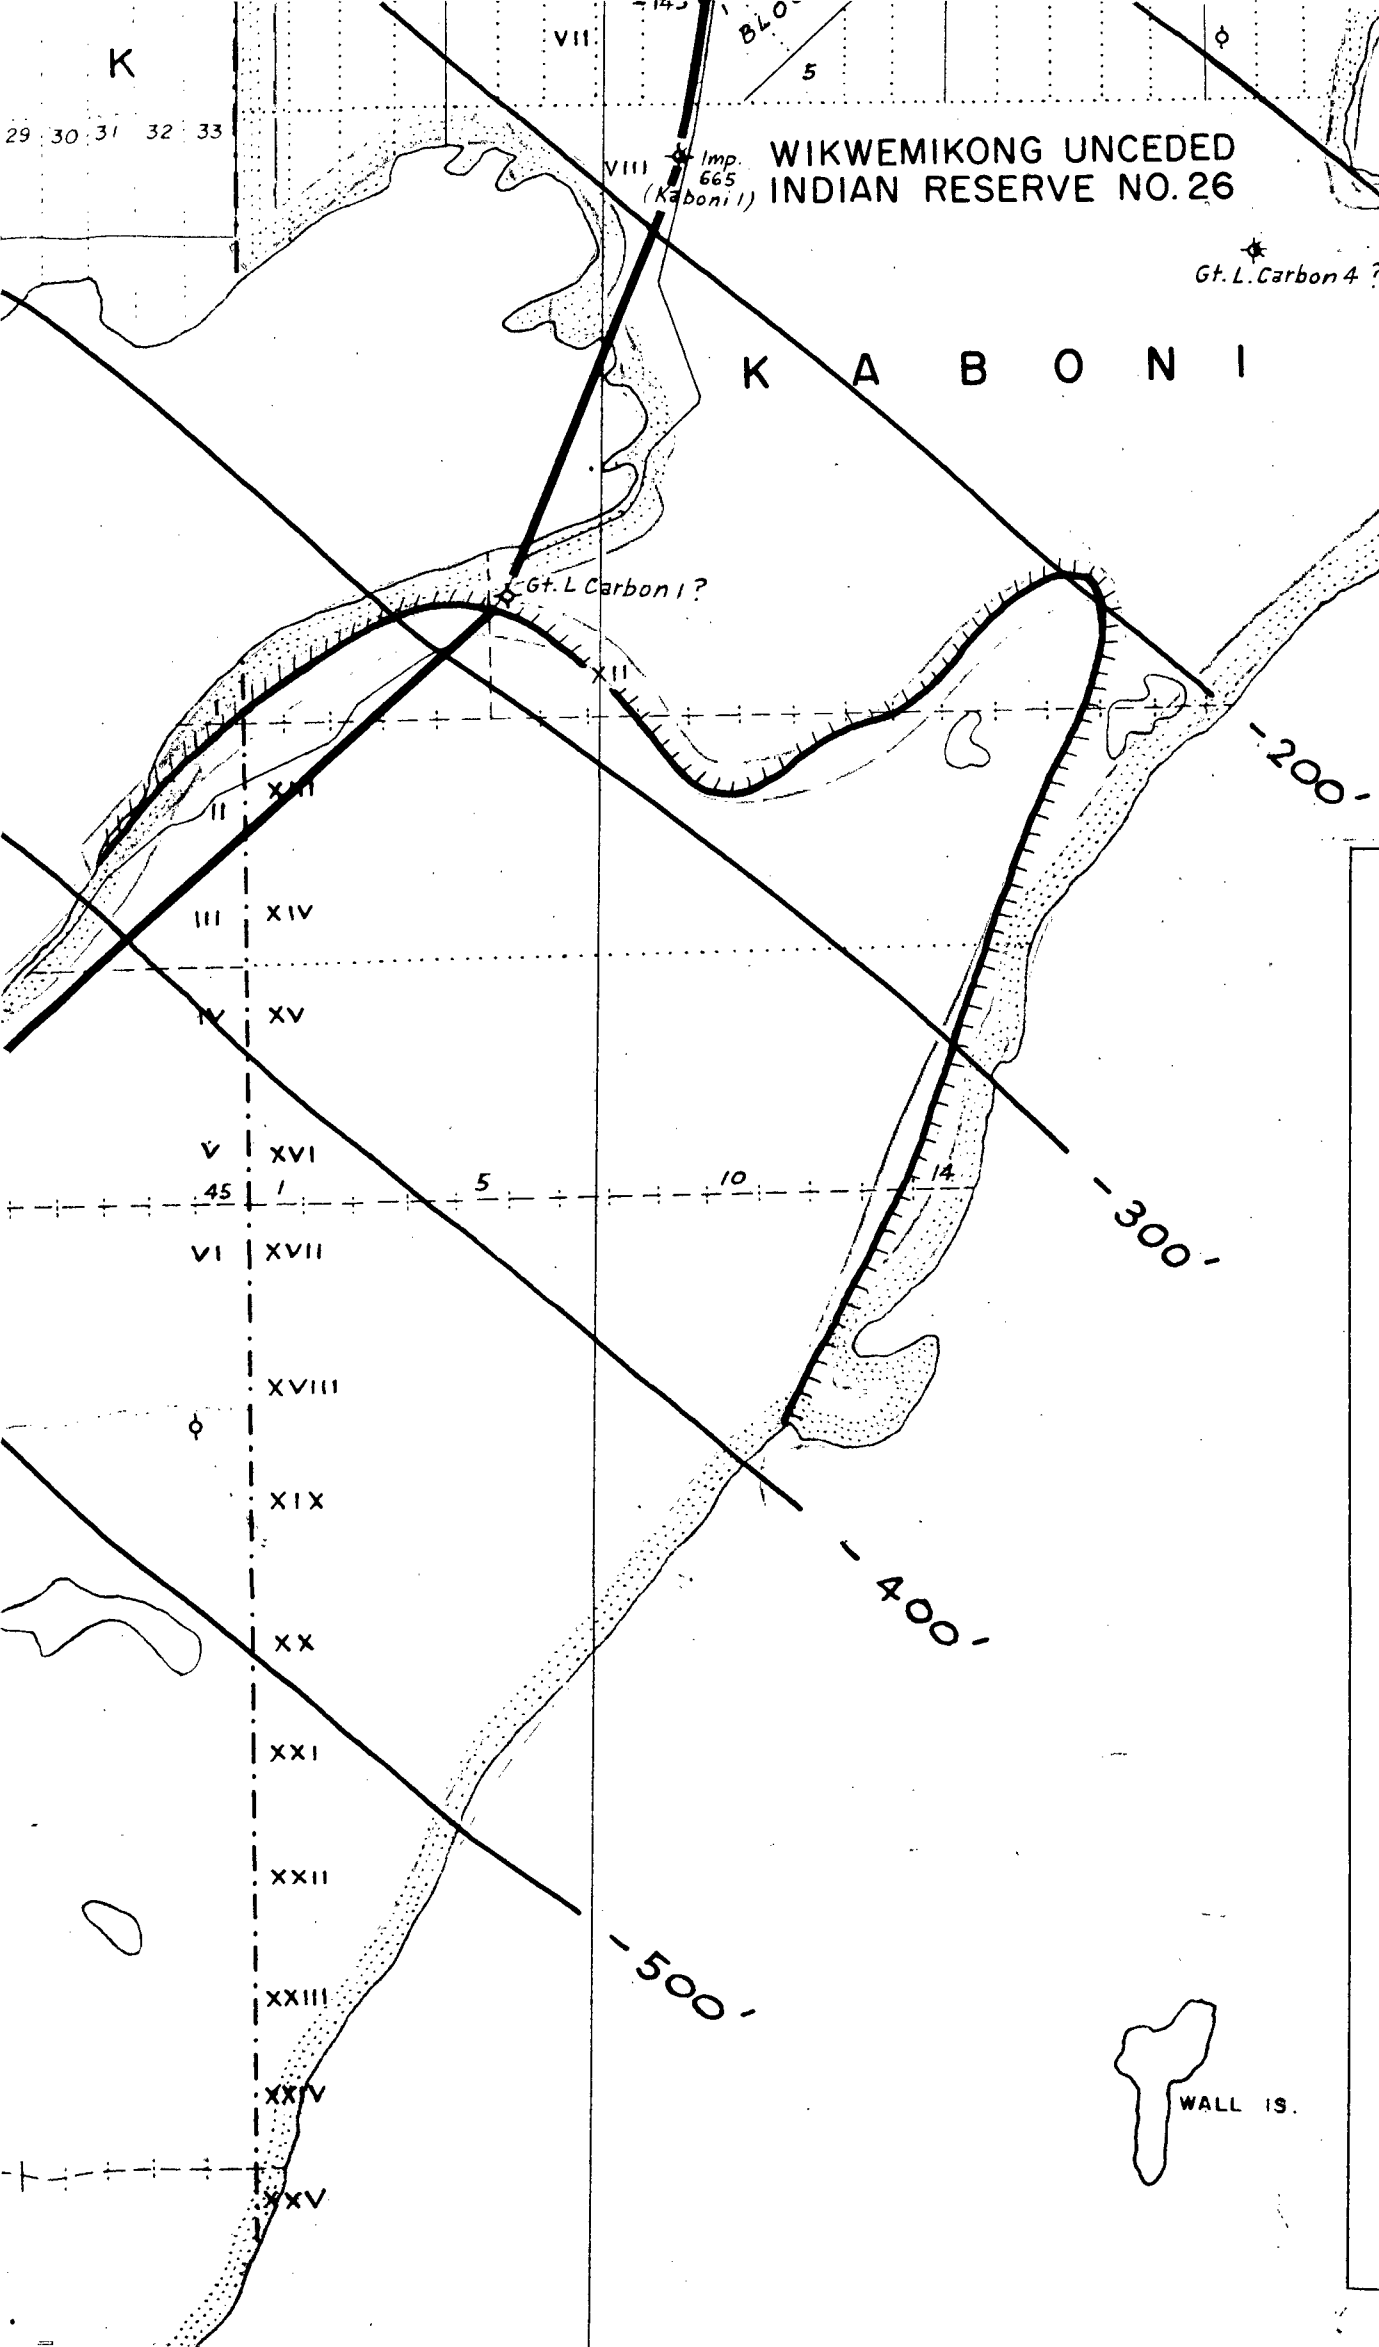 VII
BLO
5
K
29 30 31 32 33
VIII
Imp.
665
(Kaboni 1)
WIKWEMIKONG UNCEDED
INDIAN RESERVE NO. 26
Gt. L. Carbon 4 ?
K A B O N I
Gt. L Carbon 1 ?
XII
I
-200'
II XIII
III XIV
IV XV
V XVI
45 1 5 10 14
-300'
VI XVII
XVIII
XIX
-400'
XX
XXI
XXII
-500'
XXIII
XXIV
WALL IS.
XXV